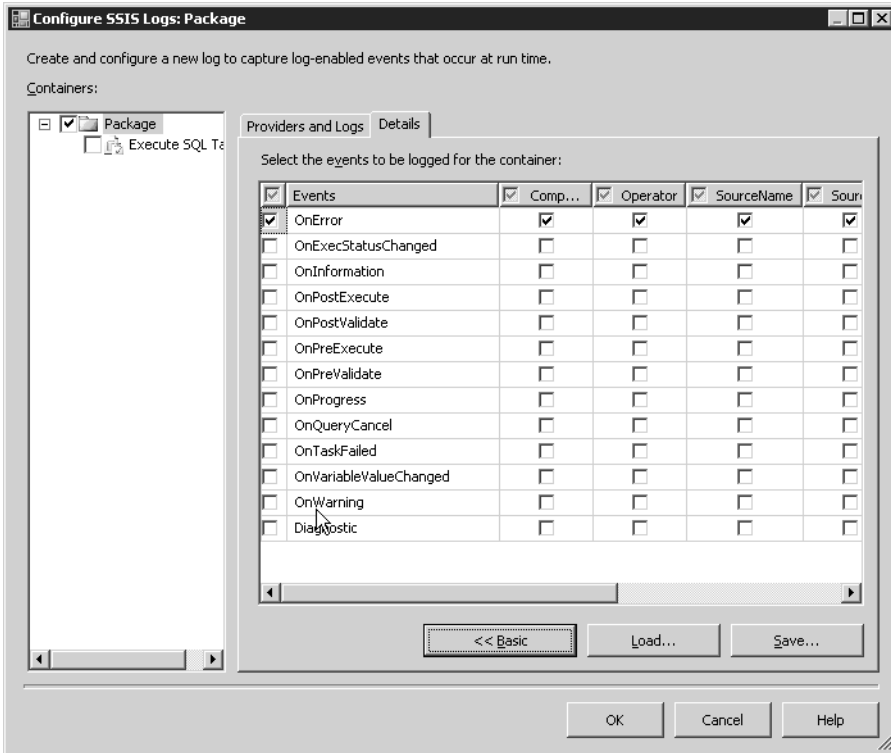 Configure SSIS Logs: Package
Create and configure a new log to capture log-enabled events that occur at run time.
Containers:
Package
Execute SQL Ta
Providers and Logs Details
Select the events to be logged for the container:
Events Comp... Operator SourceName Sour
OnError
OnExecStatusChanged
OnInformation
OnPostExecute
OnPostValidate
OnPreExecute
OnPreValidate
OnProgress
OnQueryCancel
OnTaskFailed
OnVariableValueChanged
OnWarning
Diagnostic
<< Basic Load... Save...
OK Cancel Help